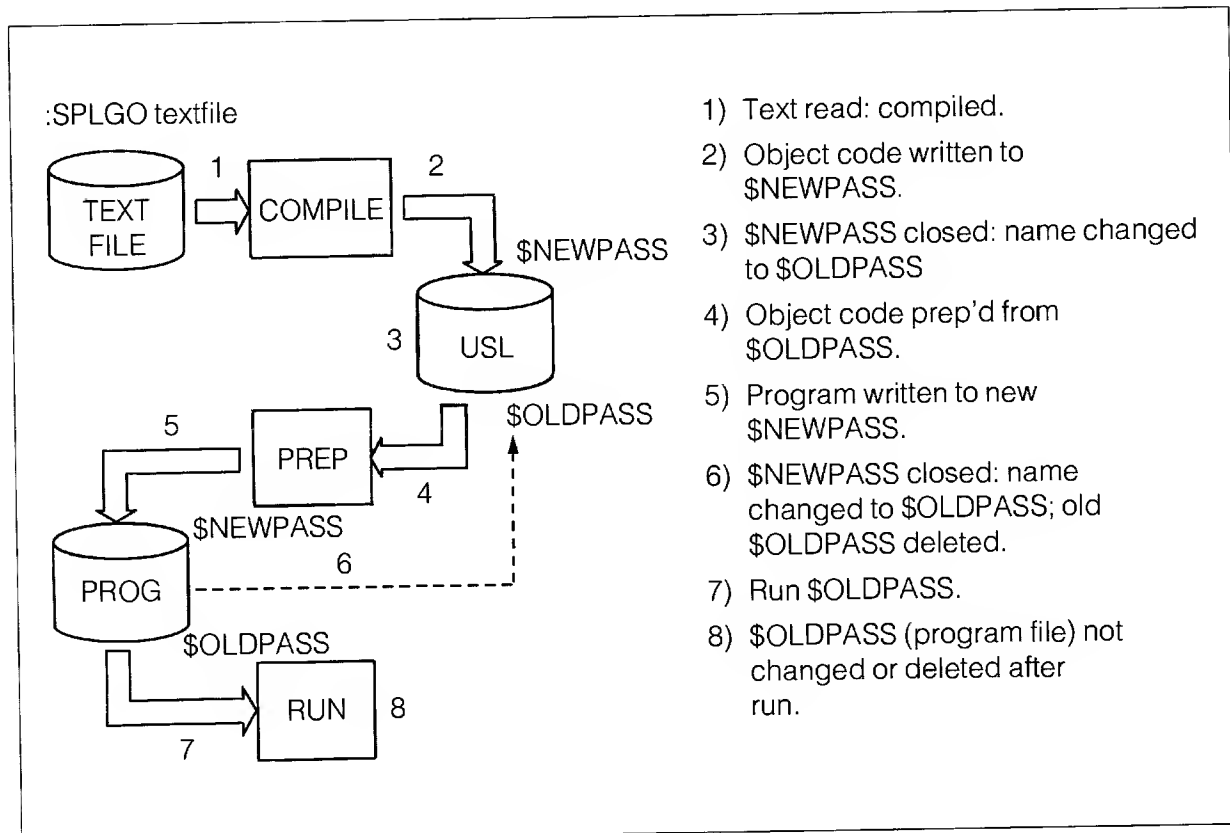 :SPLGO textfile
1
2
TEXT
FILE
COMPILE
$NEWPASS
3
USL
$OLDPASS
5
PREP
4
$NEWPASS
6
PROG
$OLDPASS
RUN
8
7
1) Text read: compiled.
2) Object code written to
$NEWPASS.
3) $NEWPASS closed: name changed
to $OLDPASS
4) Object code prep'd from
$OLDPASS.
5) Program written to new
$NEWPASS.
6) $NEWPASS closed: name
changed to $OLDPASS; old
$OLDPASS deleted.
7) Run $OLDPASS.
8) $OLDPASS (program file) not
changed or deleted after
run.